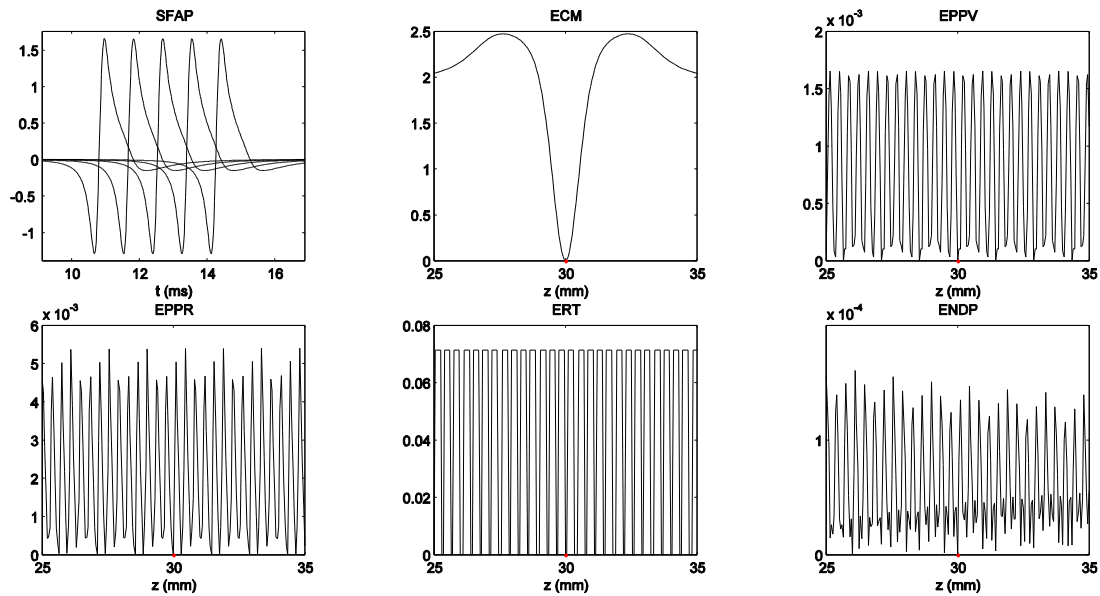 SFAP
1.5
1
0.5
0
-0.5
-1
10 12 14 16
t (ms)
ECM
2.5
2
1.5
1
0.5
0
25 30 35
z (mm)
EPPV
x 10-3
2
1.5
1
0.5
0
25 30 35
z (mm)
EPPR
x 10-3
6
5
4
3
2
1
0
25 30 35
z (mm)
ERT
0.08
0.06
0.04
0.02
0
25 30 35
z (mm)
ENDP
x 10-4
1
0
25 30 35
z (mm)